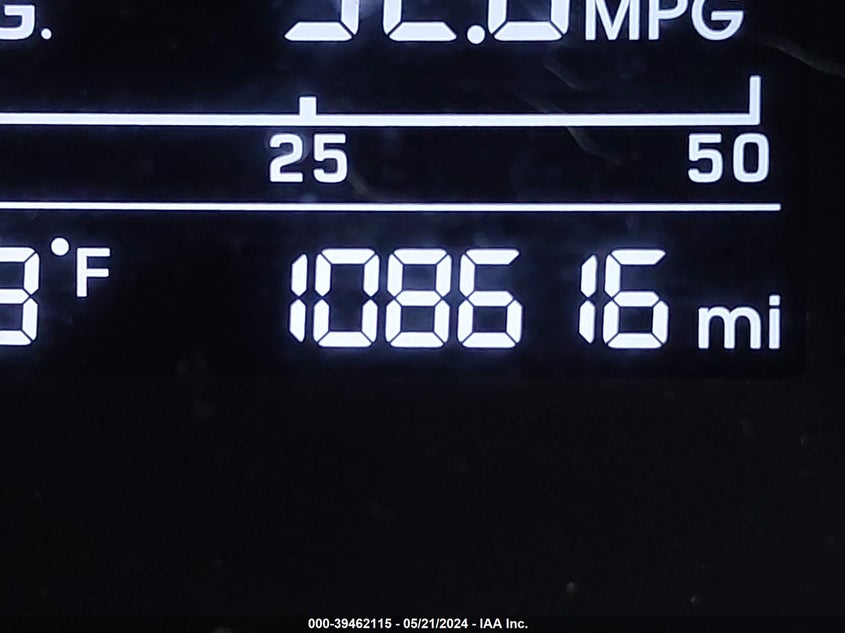 G. MPG
25 50
°F 108616 mi
000-39462115 - 05/21/2024 - IAA Inc.